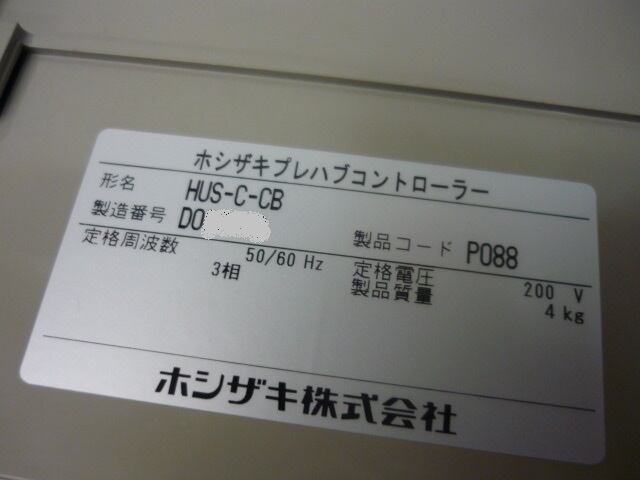 ホシザキプレハブコントローラー
形名 HUS-C-CB
製造番号 DO 製品コード P088
定格周波数 50/60 Hz 定格電圧 200 V
3相 製品質量 4 kg
ホシザキ株式会社